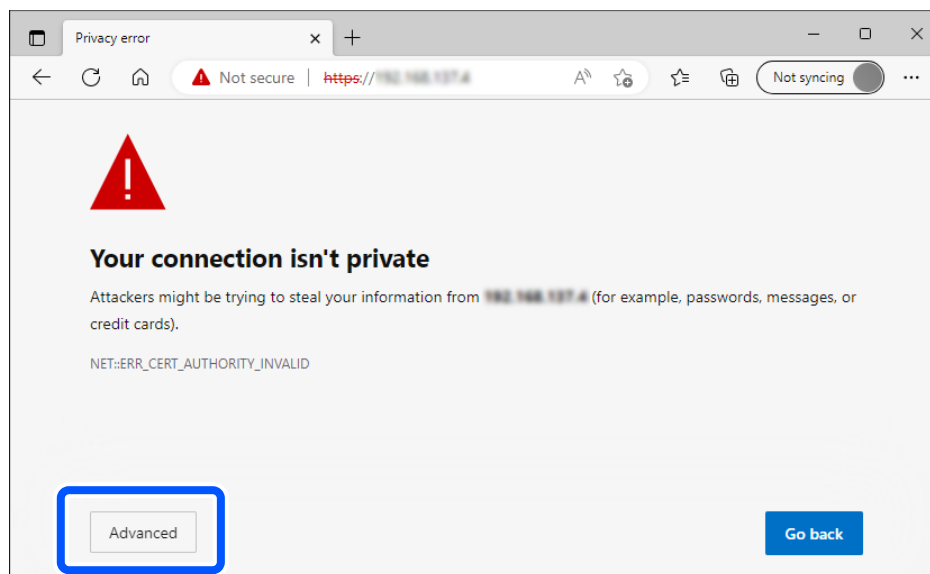 Privacy error
Not secure https://
Not syncing
Your connection isn't private
Attackers might be trying to steal your information from (for example, passwords, messages, or
credit cards).
NET::ERR_CERT_AUTHORITY_INVALID
Advanced
Go back